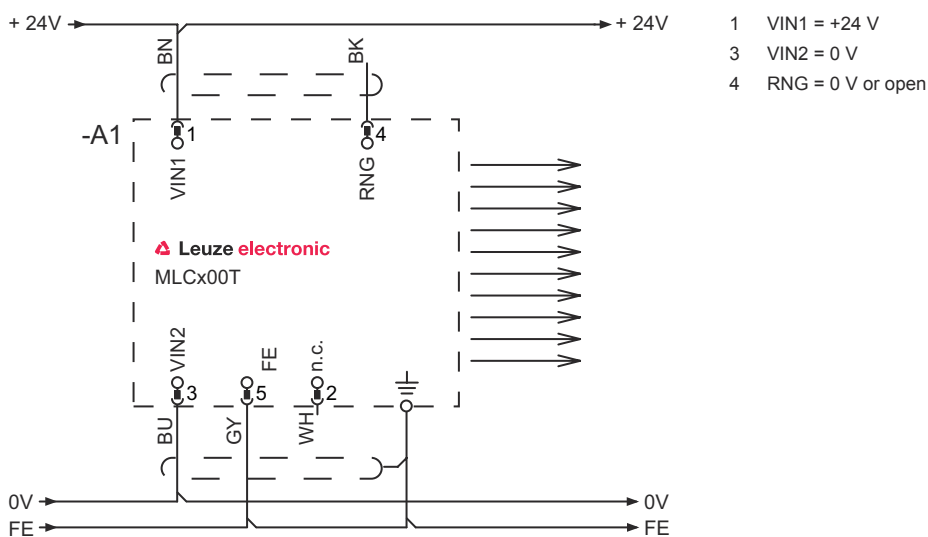 + 24V
+ 24V
1 VIN1 = +24 V
3 VIN2 = 0 V
4 RNG = 0 V or open
BN
BK
-A1
1
4
VIN1
RNG
Leuze electronic
MLCx00T
VIN2
FE
n.c.
3
5
2
BU
GY
WH
0V
0V
FE
FE